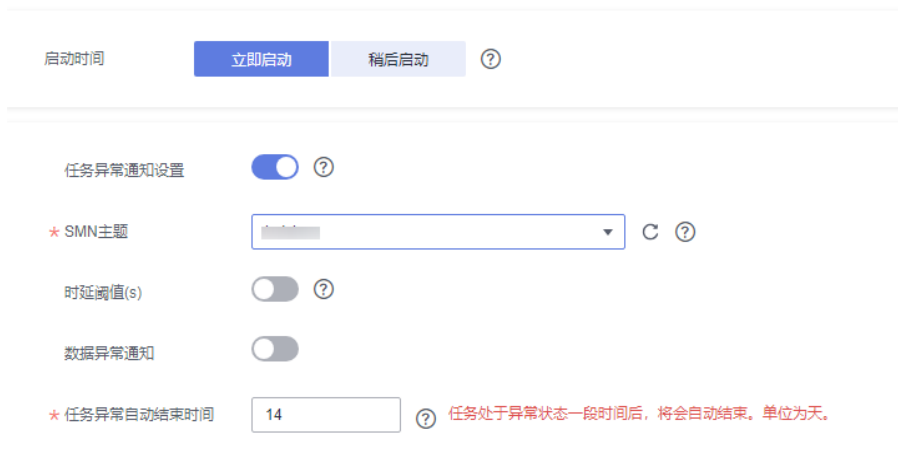 启动时间 立即启动 稍后启动 ?
任务异常通知设置 ?
* SMN主题 ?
时延阈值(s) ?
数据异常通知
* 任务异常自动结束时间 14 ? 任务处于异常状态一段时间后，将会自动结束。单位为天。